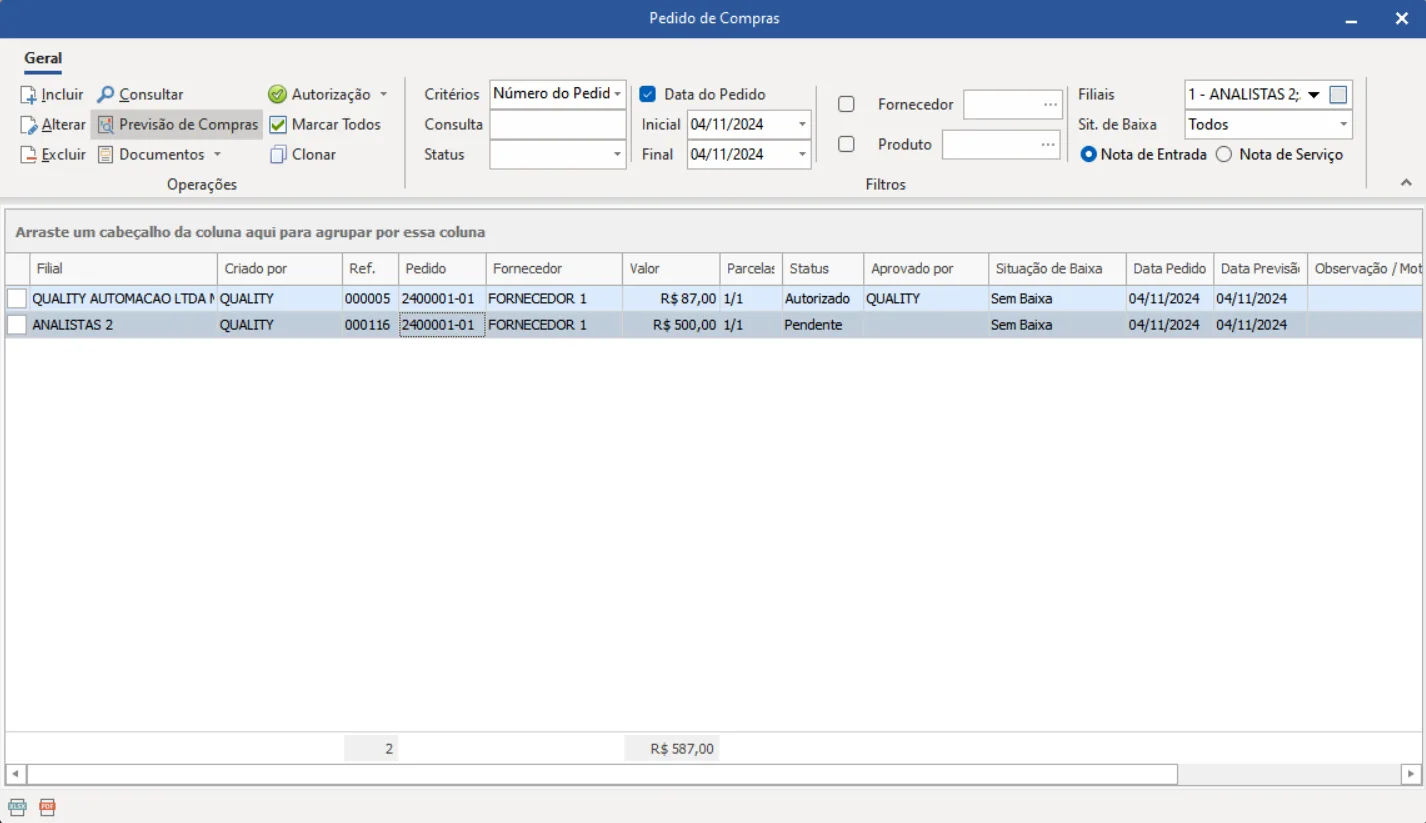 Pedido de Compras
Geral
Incluir Consultar Autorização
Alterar Previsão de Compras Marcar Todos
Excluir Documentos Clonar
Operações
Critérios Número do Pedid
Consulta
Status
Data do Pedido
Inicial 04/11/2024
Final 04/11/2024
Fornecedor ...
Produto ...
Filiais 1 - ANALISTAS 2;
Sit. de Baixa Todos
Nota de Entrada Nota de Serviço
Filtros
Arraste um cabeçalho da coluna aqui para agrupar por essa coluna
Filial Criado por Ref. Pedido Fornecedor Valor Parcelas Status Aprovado por Situação de Baixa Data Pedido Data Previsã Observação / Mot
QUALITY AUTOMACAO LTDA M QUALITY 000005 2400001-01 FORNECEDOR 1 R$ 87,00 1/1 Autorizado QUALITY Sem Baixa 04/11/2024 04/11/2024
ANALISTAS 2 QUALITY 000116 2400001-01 FORNECEDOR 1 R$ 500,00 1/1 Pendente Sem Baixa 04/11/2024 04/11/2024
2 R$ 587,00
PDF